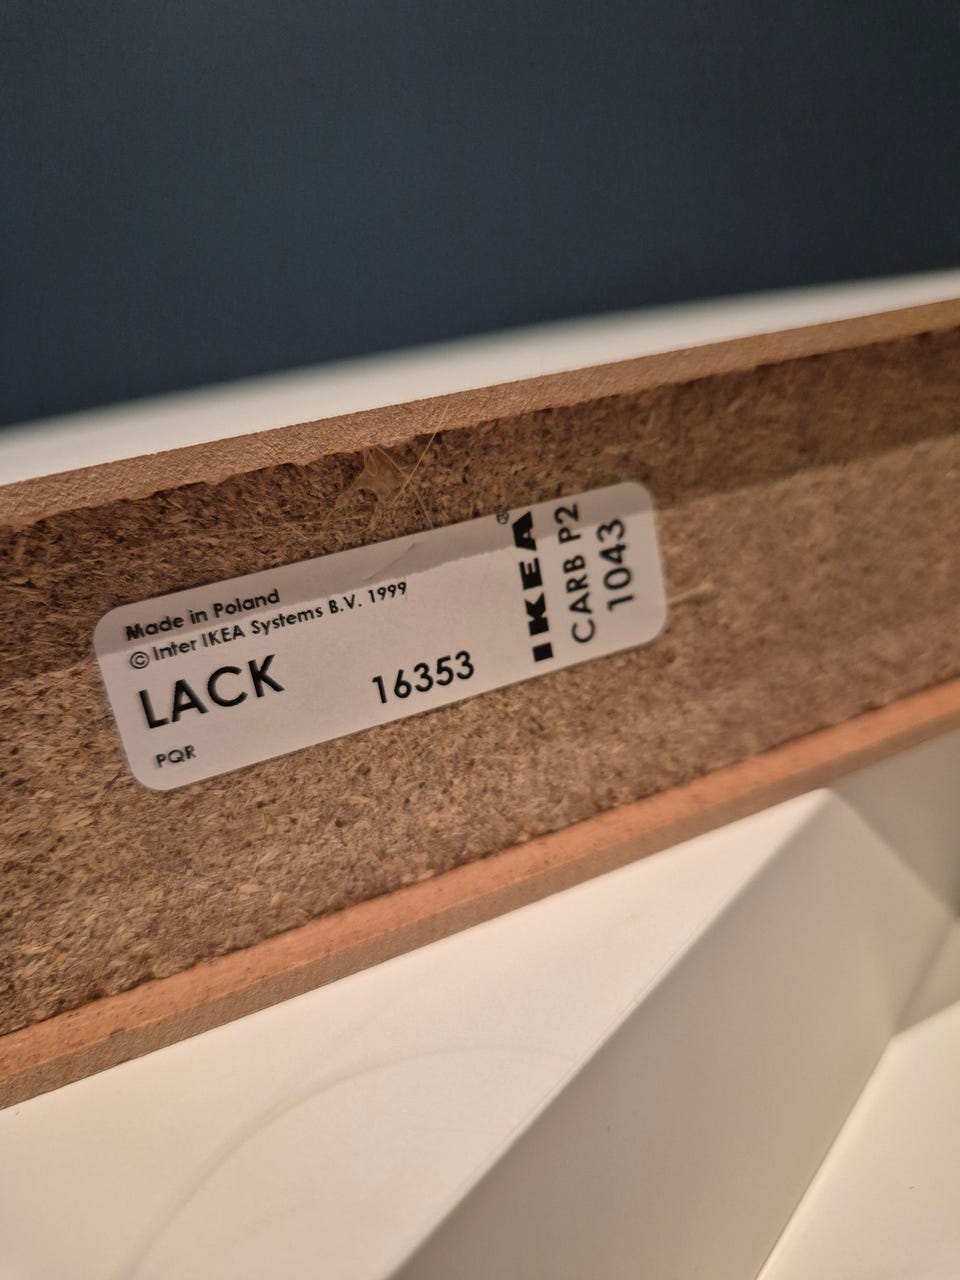 Made in Poland
© Inter IKEA Systems B.V. 1999
LACK 16353
PQR
IKEA®
CARB P2
1043